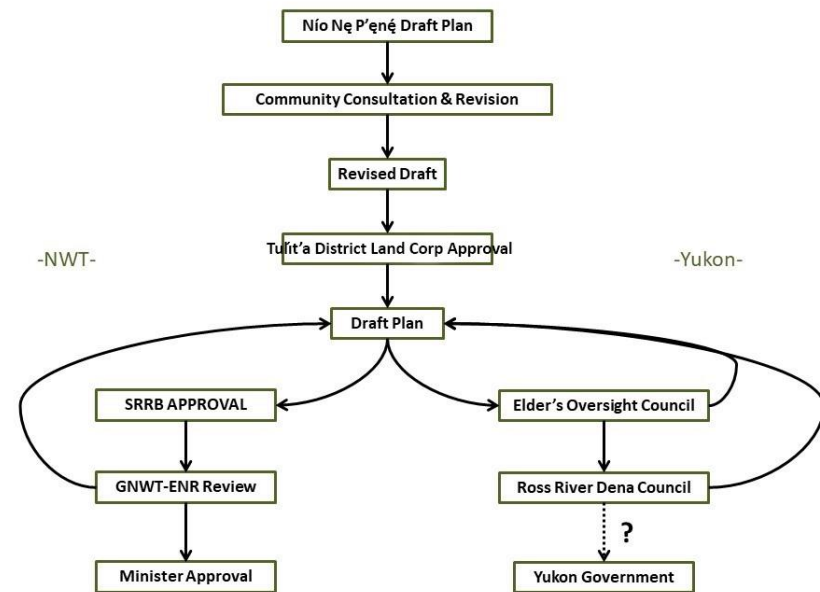 Nío Nę P'ęnę́ Draft Plan
Community Consultation & Revision
Revised Draft
Tulı́t'a District Land Corp Approval
-NWT-
-Yukon-
Draft Plan
SRRB APPROVAL
Elder's Oversight Council
GNWT-ENR Review
Ross River Dena Council
?
Minister Approval
Yukon Government